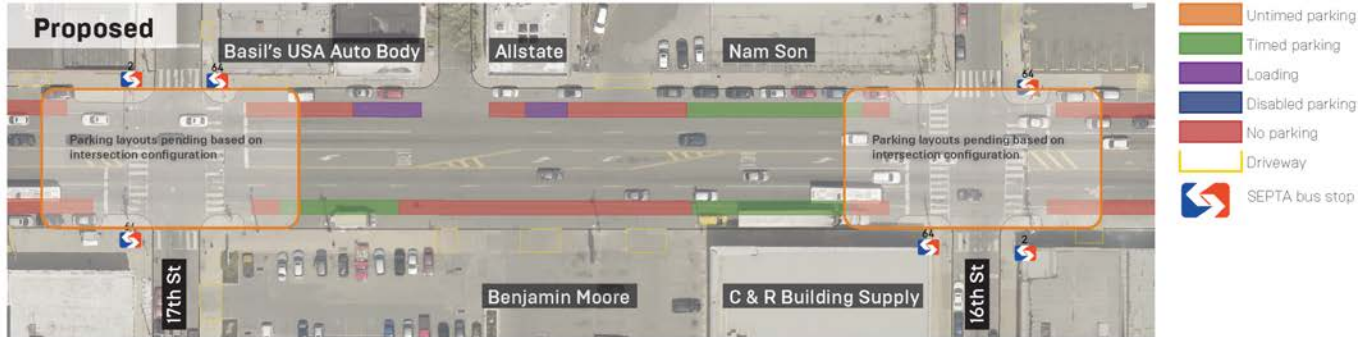 Proposed
Basil's USA Auto Body
Allstate
Nam Son
2
64
64
Parking layouts pending based on
intersection configuration
Parking layouts pending based on
intersection configuration
64
64
2
17th St
Benjamin Moore
C & R Building Supply
16th St
Untimed parking
Timed parking
Loading
Disabled parking
No parking
Driveway
SEPTA bus stop